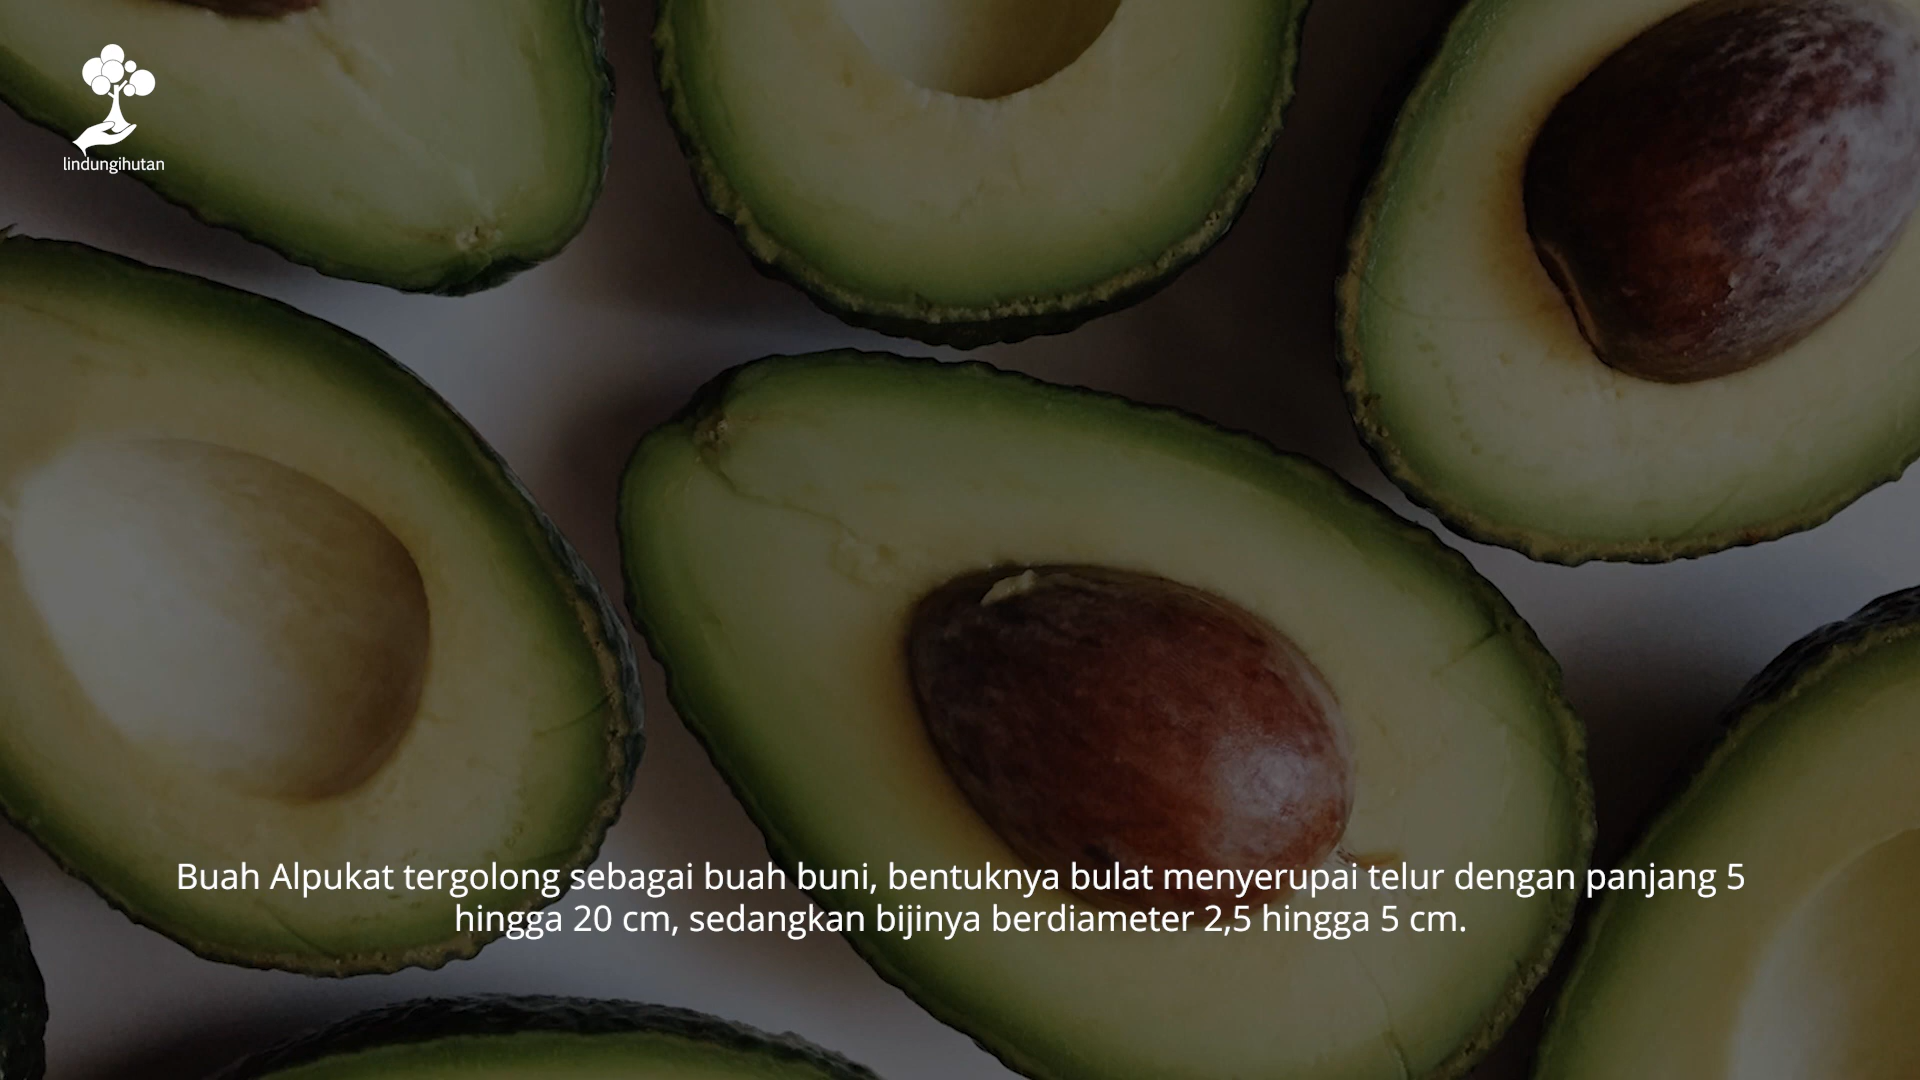 lindungihutan
Buah Alpukat tergolong sebagai buah buni, bentuknya bulat menyerupai telur dengan panjang 5
hingga 20 cm, sedangkan bijinya berdiameter 2,5 hingga 5 cm.